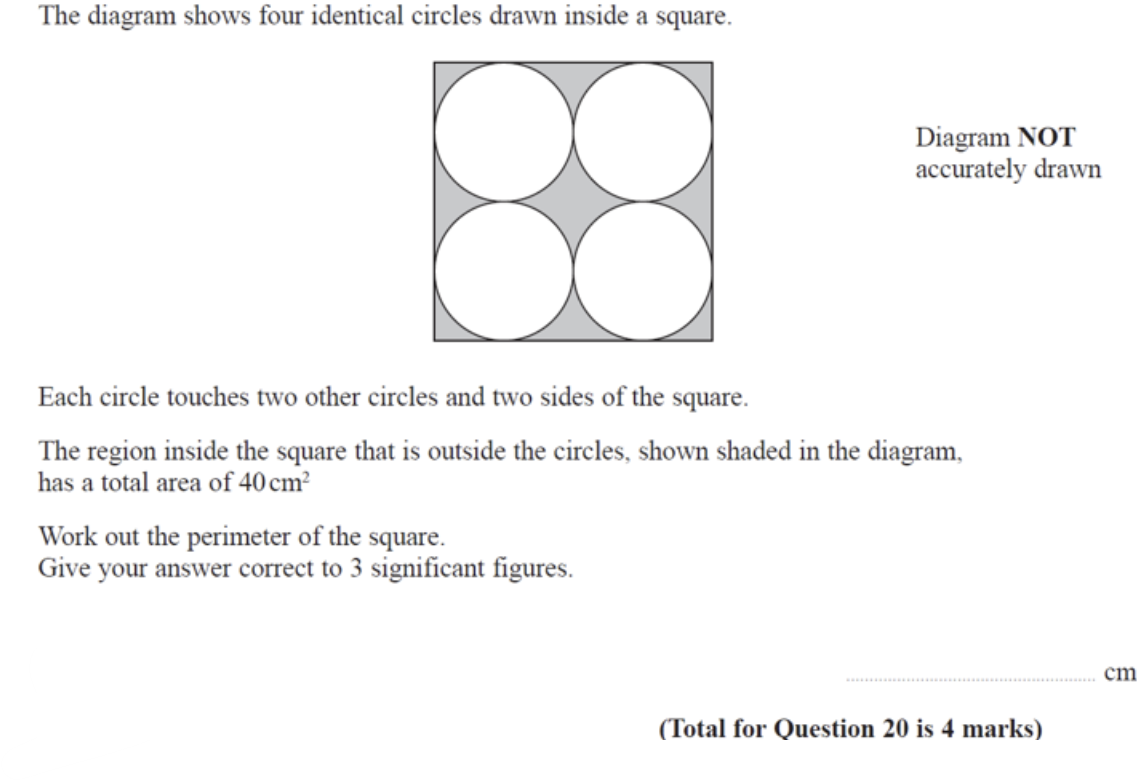 The diagram shows four identical circles drawn inside a square.
Diagram NOT
accurately drawn
Each circle touches two other circles and two sides of the square.
The region inside the square that is outside the circles, shown shaded in the diagram,
has a total area of 40 cm²
Work out the perimeter of the square.
Give your answer correct to 3 significant figures.
........................................................ cm
(Total for Question 20 is 4 marks)